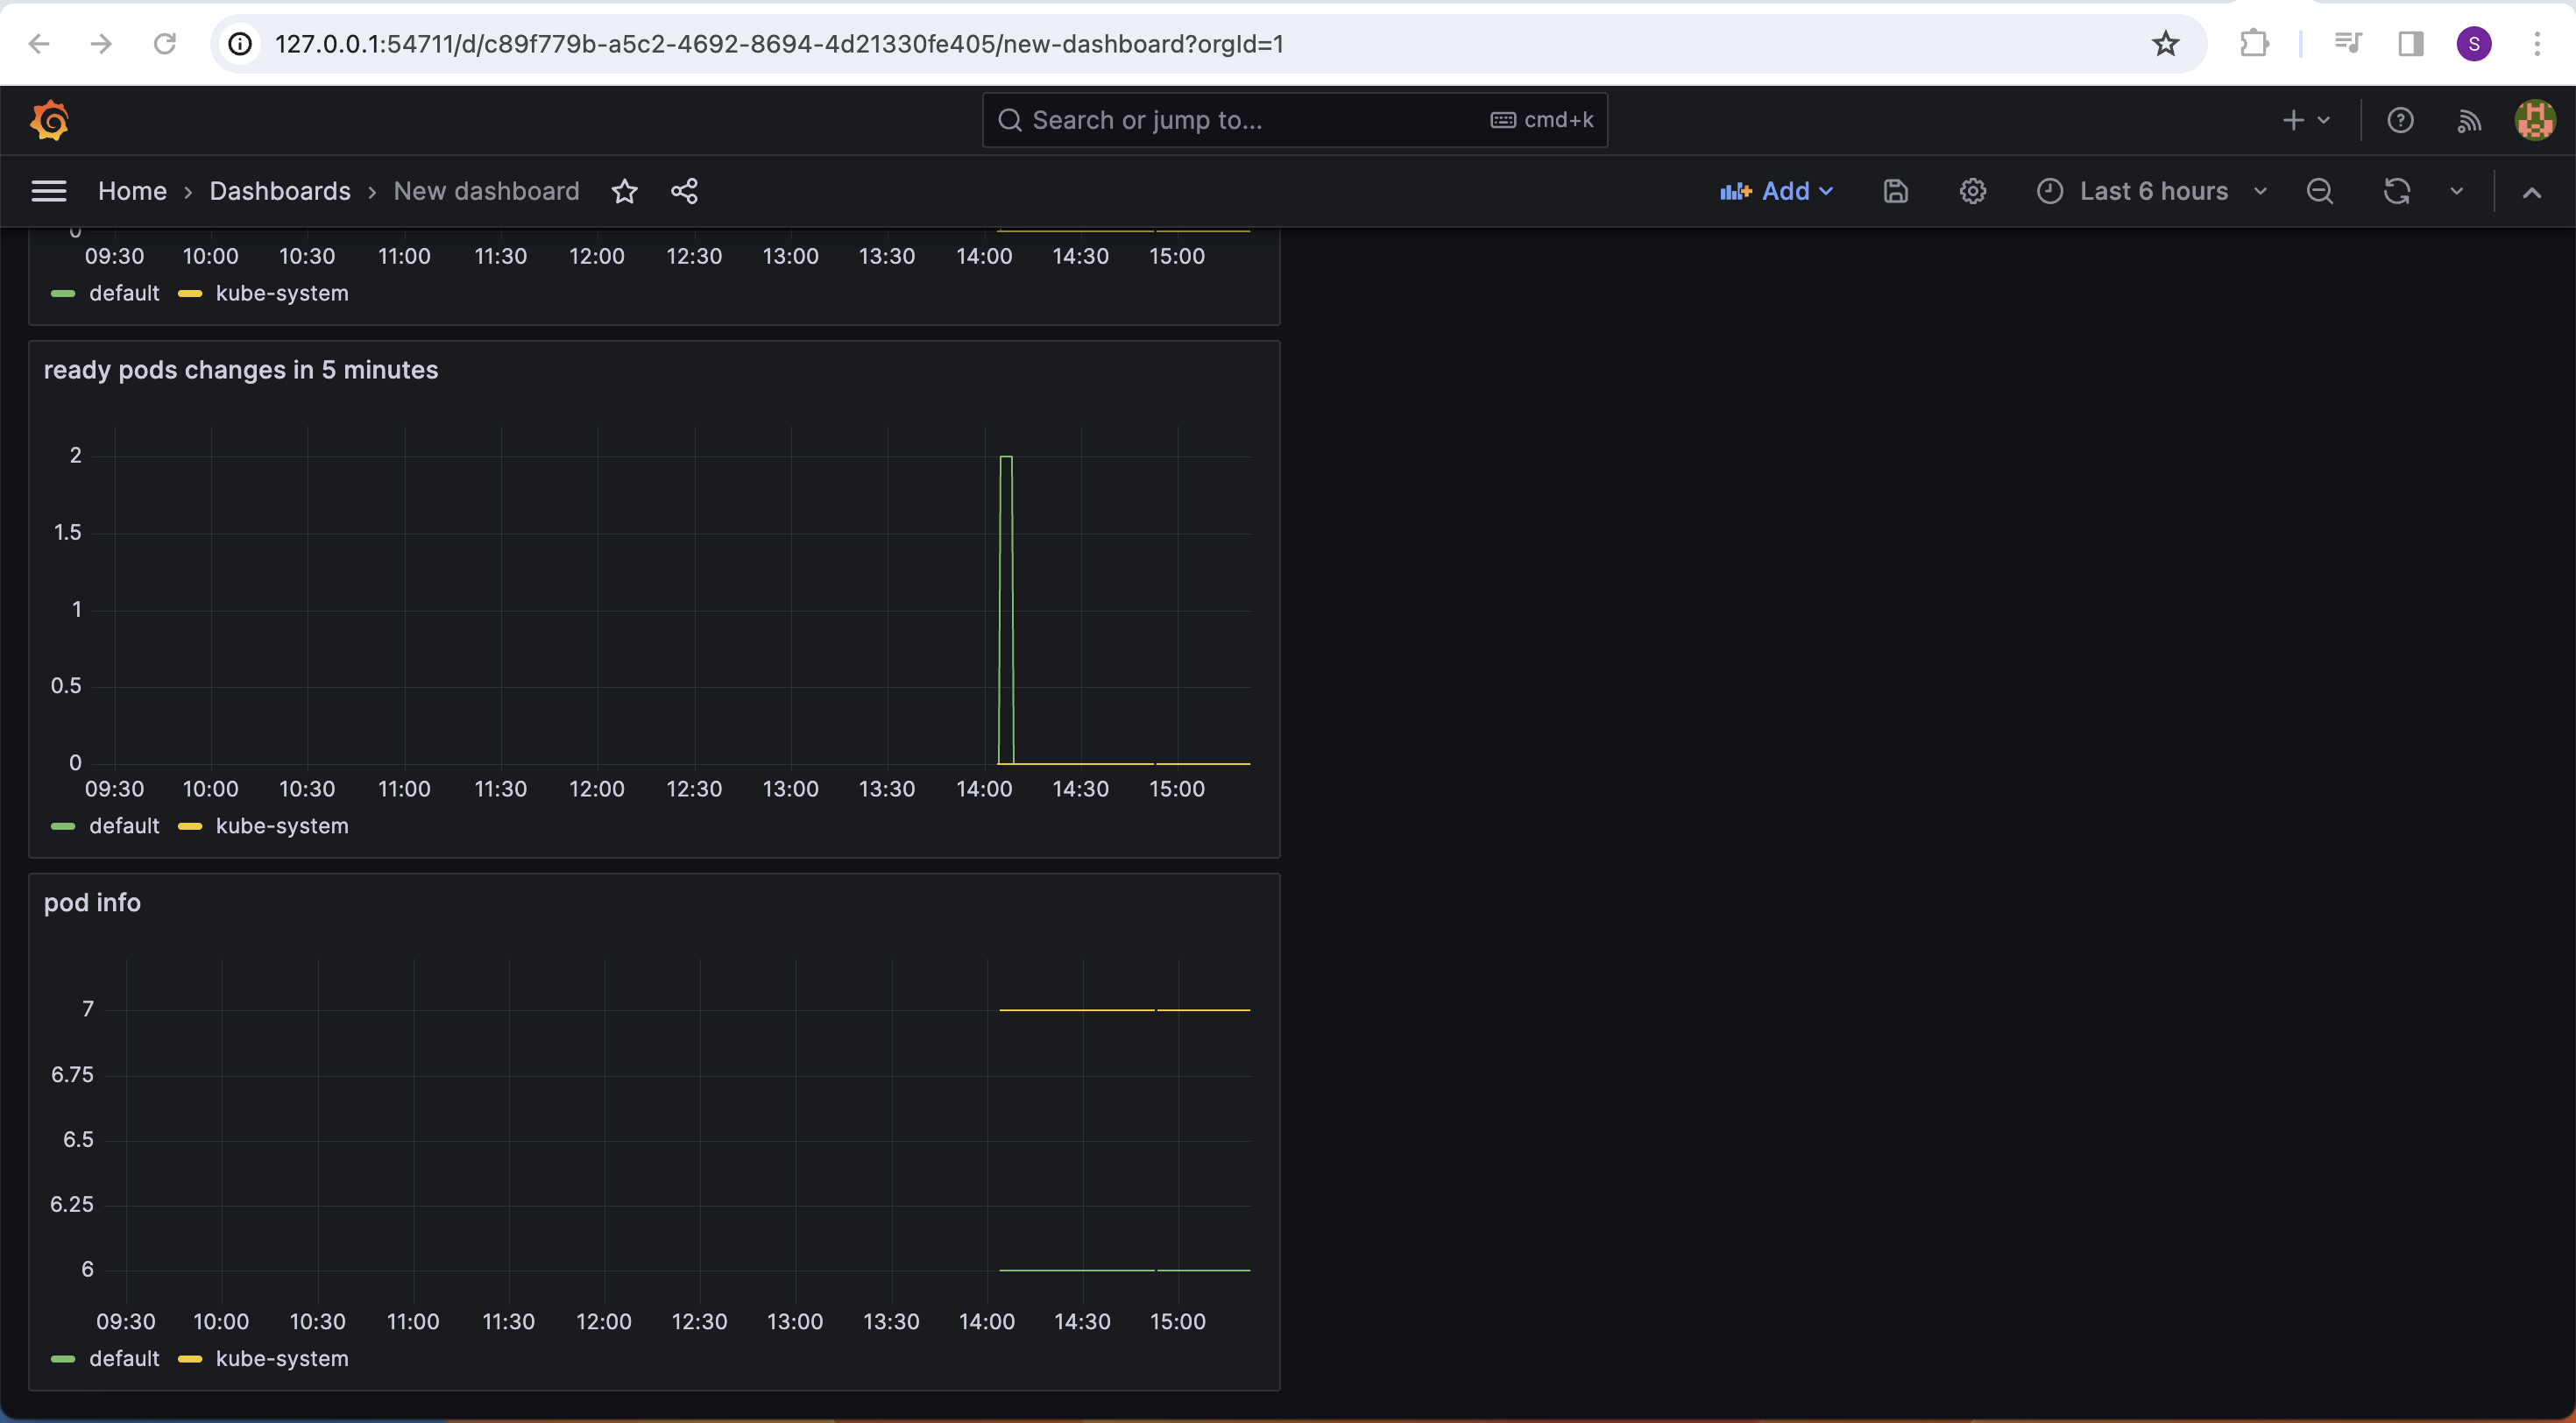 127.0.0.1:54711/d/c89f779b-a5c2-4692-8694-4d21330fe405/new-dashboard?orgId=1
S
Search or jump to...
cmd+k
Home › Dashboards › New dashboard
Add
Last 6 hours
0
09:30 10:00 10:30 11:00 11:30 12:00 12:30 13:00 13:30 14:00 14:30 15:00
default kube-system
ready pods changes in 5 minutes
2
1.5
1
0.5
0
09:30 10:00 10:30 11:00 11:30 12:00 12:30 13:00 13:30 14:00 14:30 15:00
default kube-system
pod info
7
6.75
6.5
6.25
6
09:30 10:00 10:30 11:00 11:30 12:00 12:30 13:00 13:30 14:00 14:30 15:00
default kube-system